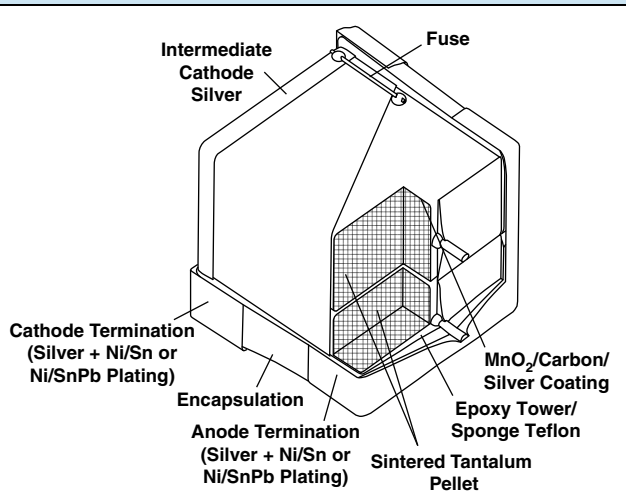 Fuse
Intermediate
Cathode
Silver
Cathode Termination
(Silver + Ni/Sn or
Ni/SnPb Plating)
Encapsulation
Anode Termination
(Silver + Ni/Sn or
Ni/SnPb Plating)
MnO₂/Carbon/
Silver Coating
Epoxy Tower/
Sponge Teflon
Sintered Tantalum
Pellet